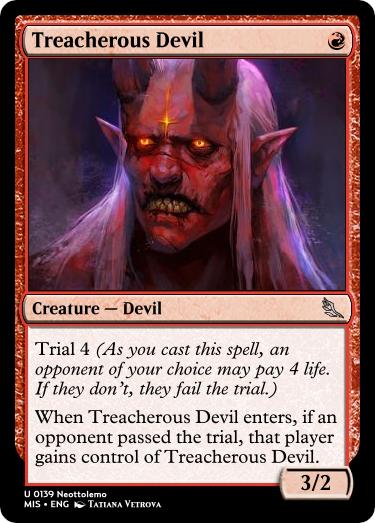 Treacherous Devil
Creature — Devil
Trial 4 (As you cast this spell, an
opponent of your choice may pay 4 life.
If they don't, they fail the trial.)
When Treacherous Devil enters, if an
opponent passed the trial, that player
gains control of Treacherous Devil.
3/2
U 0139 Neottolemo
MIS • ENG Tatiana Vetrova